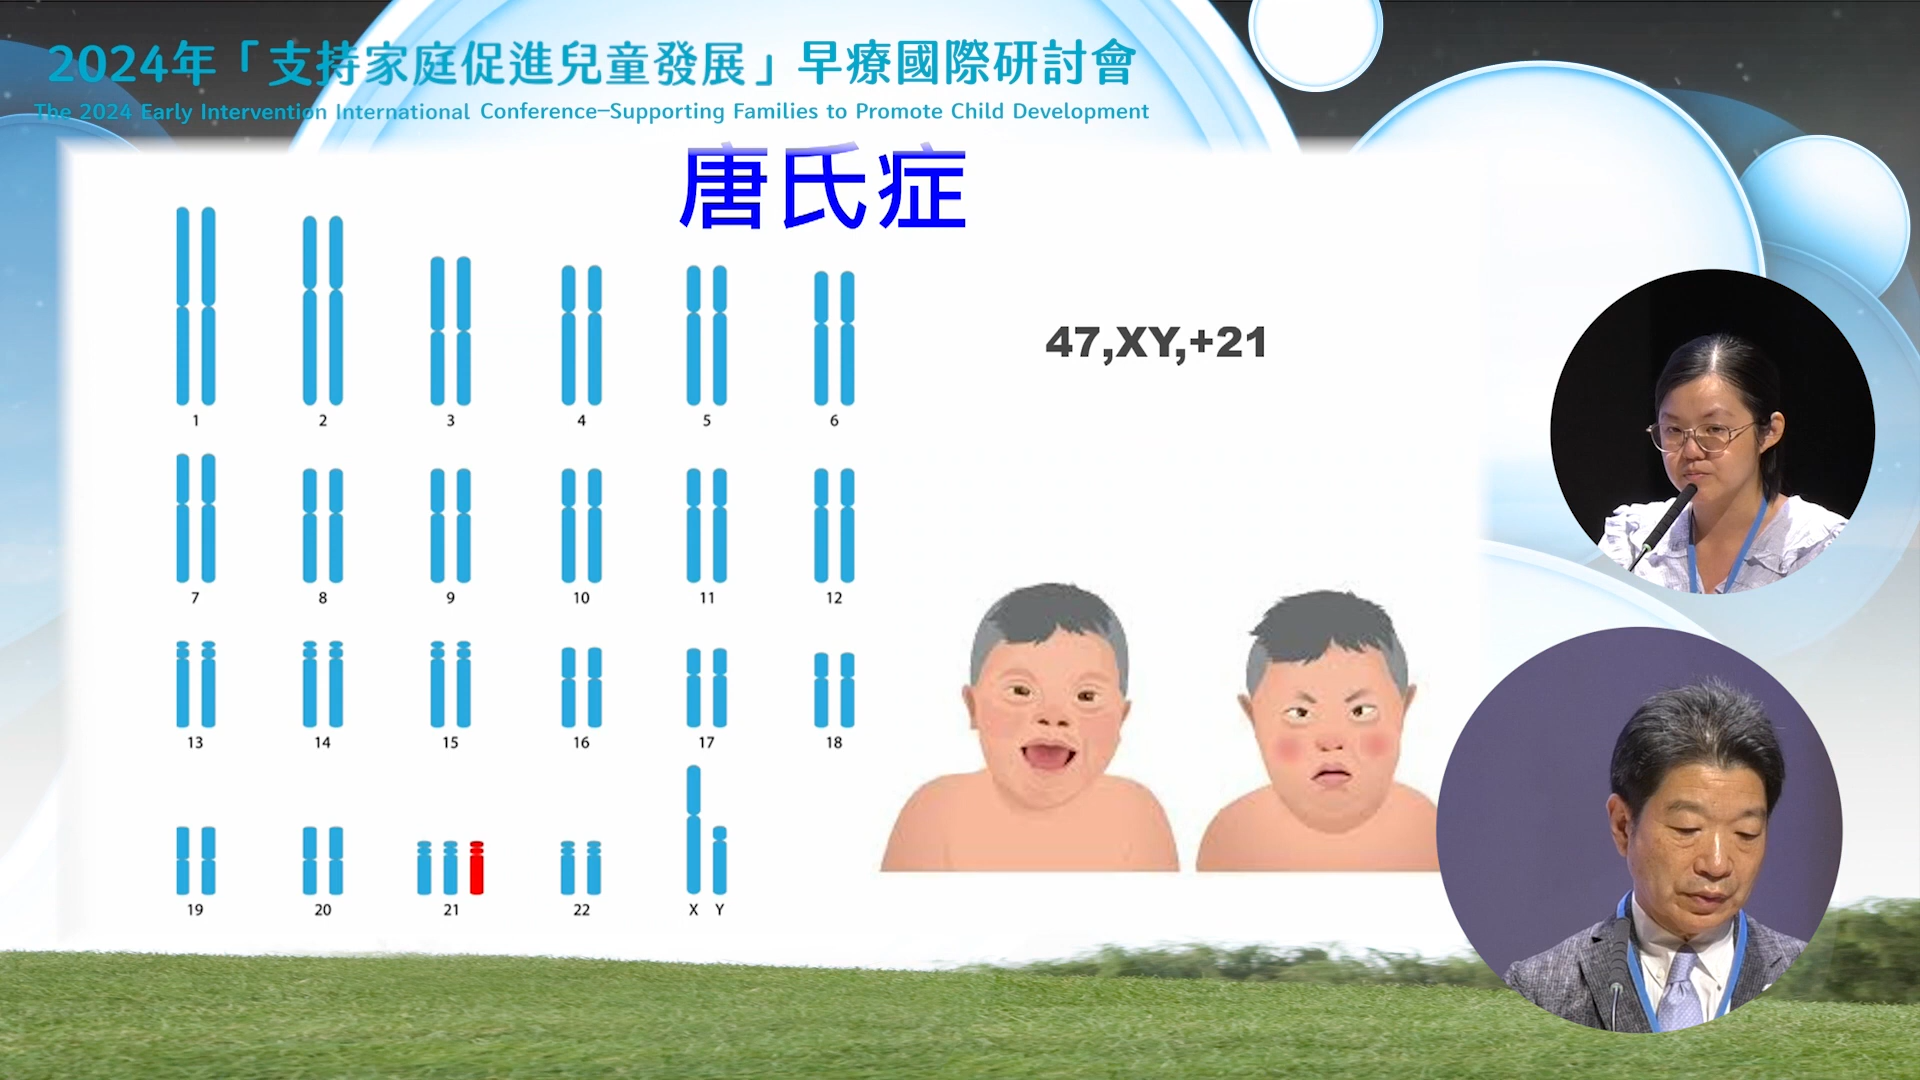 2024年「支持家庭促進兒童發展」早療國際研討會
The 2024 Early Intervention International Conference—Supporting Families to Promote Child Development
唐氏症
47,XY,+21
1 2 3 4 5 6
7 8 9 10 11 12
13 14 15 16 17 18
19 20 21 22 X Y